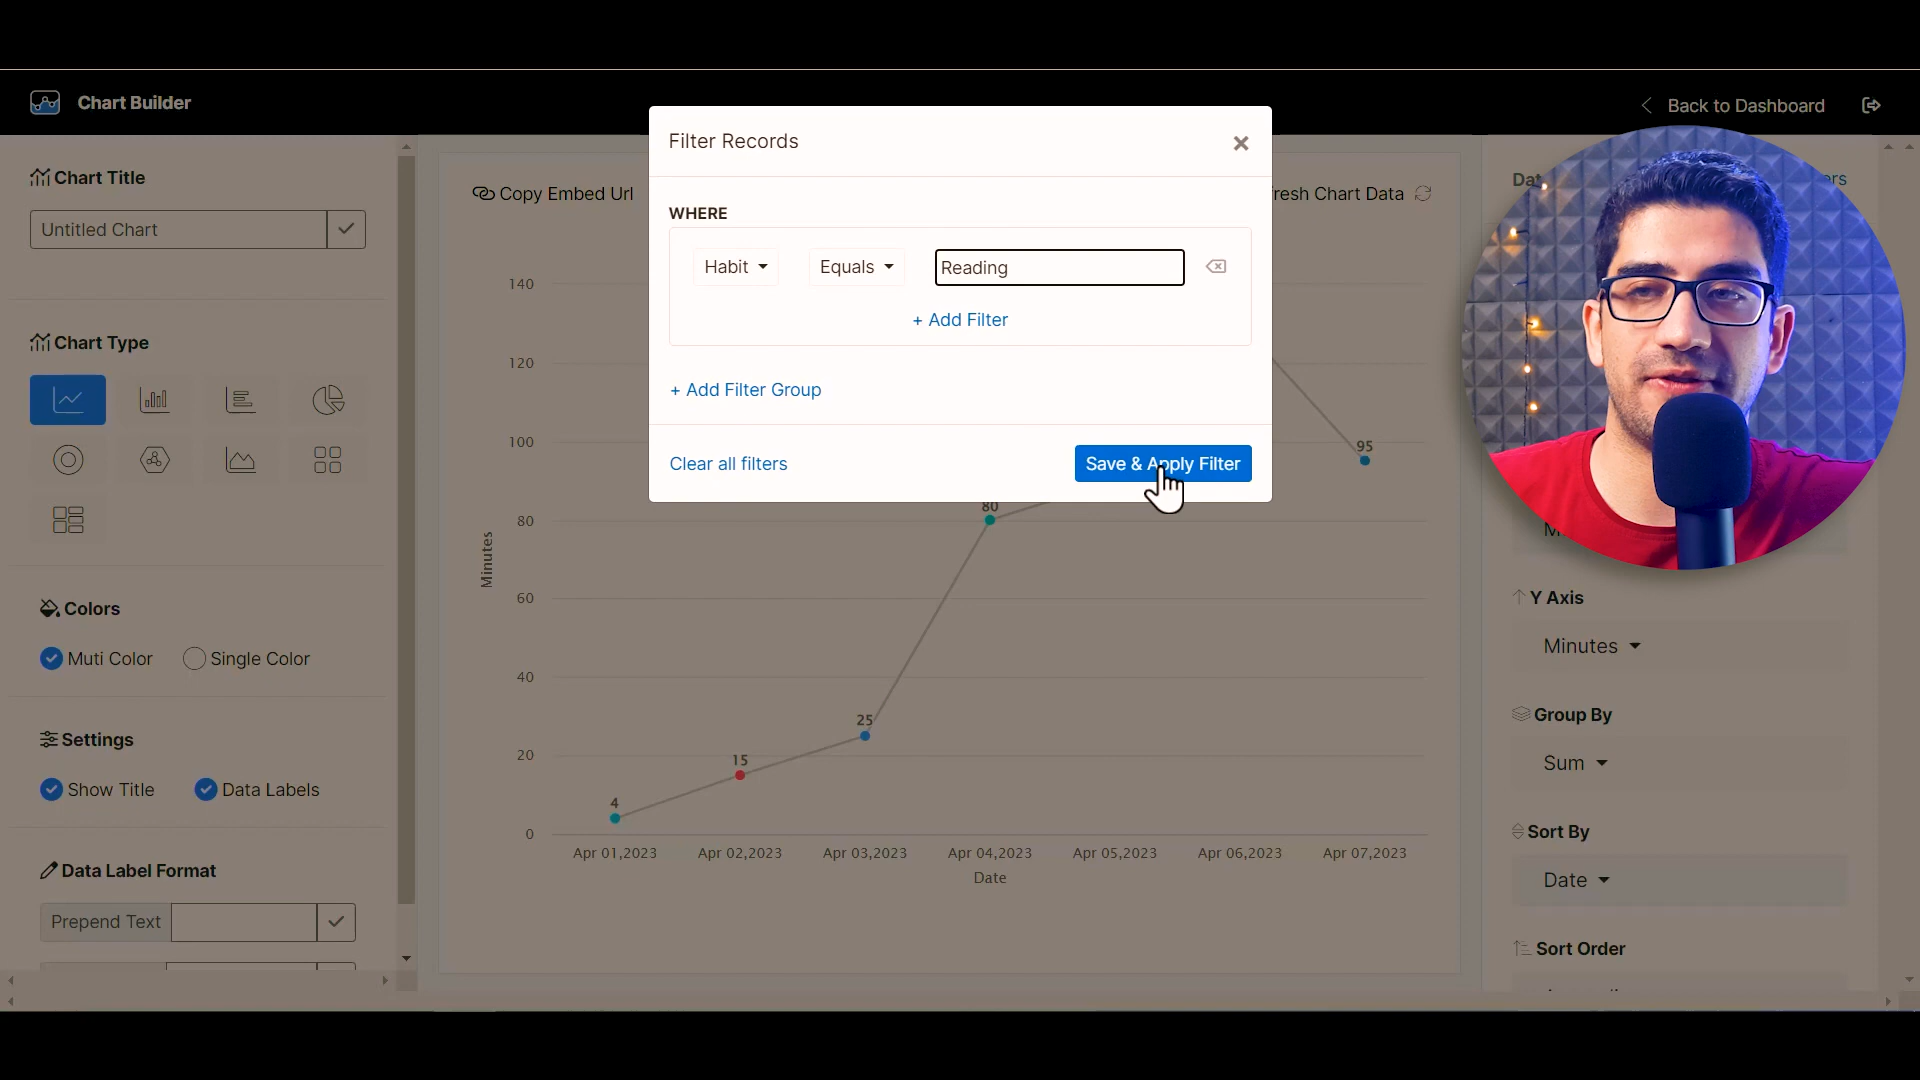 Chart Builder
Back to Dashboard
Chart Title
Untitled Chart
Chart Type
Colors
Muti Color
Single Color
Settings
Show Title
Data Labels
Data Label Format
Prepend Text
Copy Embed Url
fresh Chart Data
Filter Records
WHERE
Habit
Equals
Reading
+ Add Filter
+ Add Filter Group
Clear all filters
Save & Apply Filter
140
120
100
80
60
40
20
0
Minutes
4
15
25
80
95
Apr 01,2023
Apr 02,2023
Apr 03,2023
Apr 04,2023
Apr 05,2023
Apr 06,2023
Apr 07,2023
Date
Y Axis
Minutes
Group By
Sum
Sort By
Date
Sort Order